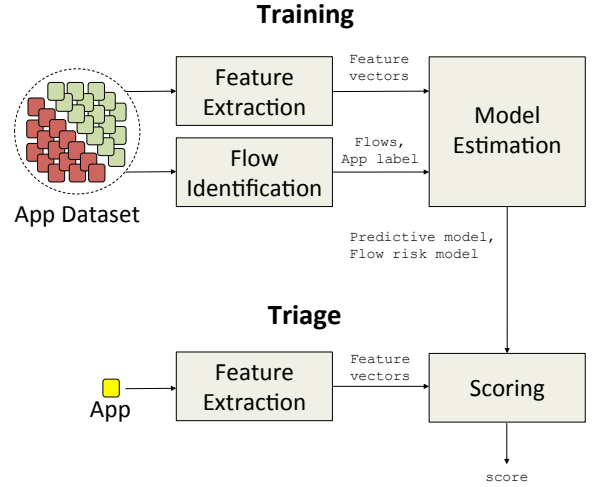 Training
Feature
Extraction
Feature
vectors
Model
Estimation
Flow
Identification
Flows,
App label
App Dataset
Predictive model,
Flow risk model
Triage
App
Feature
Extraction
Feature
vectors
Scoring
score